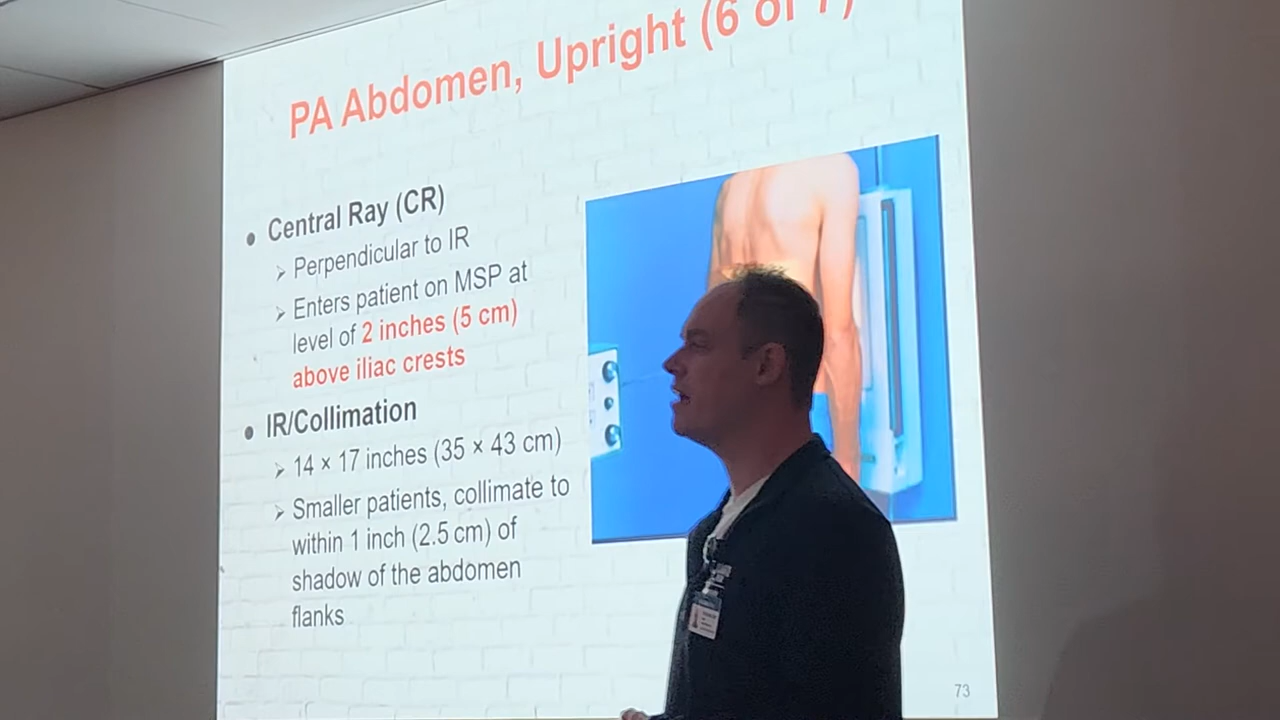 PA Abdomen, Upright (6 of 7)
Central Ray (CR)
Perpendicular to IR
Enters patient on MSP at
level of 2 inches (5 cm)
above iliac crests
IR/Collimation
14 × 17 inches (35 × 43 cm)
Smaller patients, collimate to
within 1 inch (2.5 cm) of
shadow of the abdomen
flanks
73